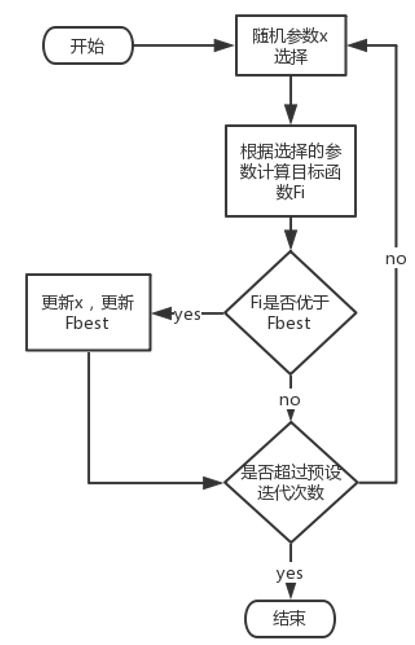 开始
随机参数x
选择
根据选择的参
数计算目标函
数Fi
no
更新x，更新
Fbest
yes
Fi是否优于
Fbest
no
是否超过预设
迭代次数
yes
结束